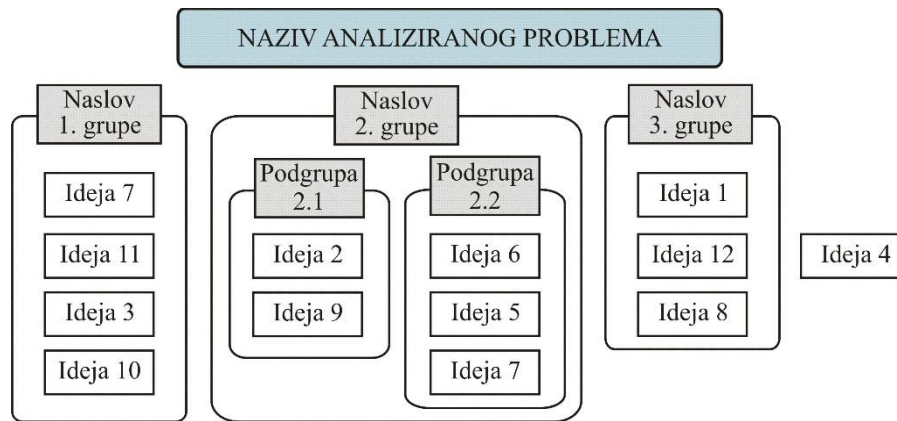 NAZIV ANALIZIRANOG PROBLEMA
Naslov
1. grupe
Ideja 7
Ideja 11
Ideja 3
Ideja 10
Naslov
2. grupe
Podgrupa
2.1
Ideja 2
Ideja 9
Podgrupa
2.2
Ideja 6
Ideja 5
Ideja 7
Naslov
3. grupe
Ideja 1
Ideja 12
Ideja 8
Ideja 4